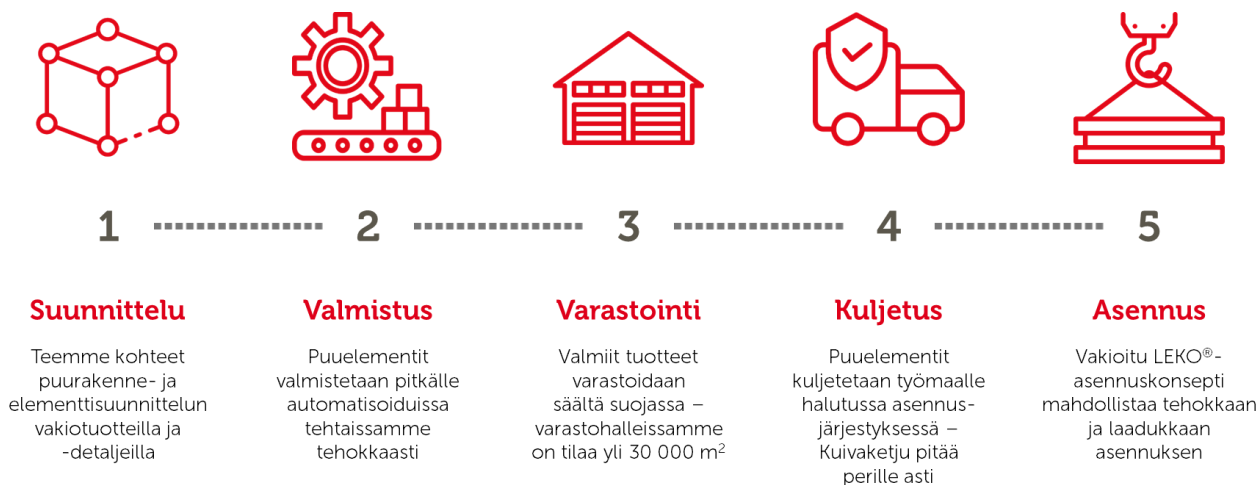 1
2
3
4
5
Suunnittelu
Teemme kohteet
puurakenne- ja
elementtisuunnittelun
vakiotuotteilla ja
-detaljeilla
Valmistus
Puuelementit
valmistetaan pitkälle
automatisoiduissa
tehtaissamme
tehokkaasti
Varastointi
Valmiit tuotteet
varastoidaan
säältä suojassa –
varastohalleissamme
on tilaa yli 30 000 m²
Kuljetus
Puuelementit
kuljetetaan työmaalle
halutussa asennus-
järjestyksessä –
Kuivaketju pitää
perille asti
Asennus
Vakioitu LEKO®-
asennuskonsepti
mahdollistaa tehokkaan
ja laadukkaan
asennuksen